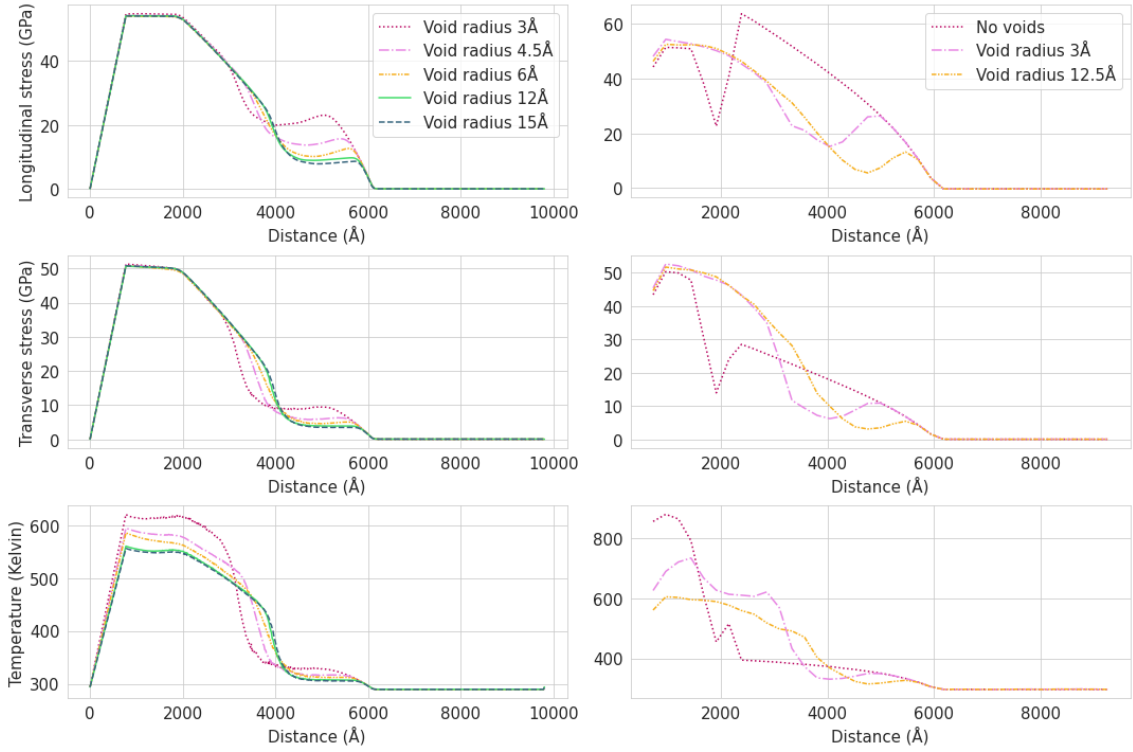 Longitudinal stress (GPa)
40
20
0
Void radius 3Å
Void radius 4.5Å
Void radius 6Å
Void radius 12Å
Void radius 15Å
0 2000 4000 6000 8000 10000
Distance (Å)
60
40
20
0
No voids
Void radius 3Å
Void radius 12.5Å
2000 4000 6000 8000
Distance (Å)
Transverse stress (GPa)
50
40
30
20
10
0
0 2000 4000 6000 8000 10000
Distance (Å)
50
40
30
20
10
0
2000 4000 6000 8000
Distance (Å)
Temperature (Kelvin)
600
500
400
300
0 2000 4000 6000 8000 10000
Distance (Å)
800
600
400
2000 4000 6000 8000
Distance (Å)